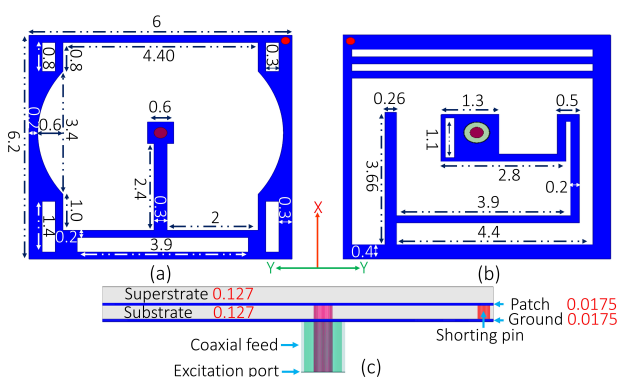 6
0.8
0.8
4.40
0.3
0.2
0.6
3.4
6.2
0.6
2.4
0.3
1.0
1.4
2
0.3
0.2
3.9
(a)
0.26
1.3
0.5
1.1
3.66
2.8
0.2
3.9
4.4
0.4
(b)
X
Y
Y
Superstrate 0.127
Substrate 0.127
Patch 0.0175
Ground 0.0175
Shorting pin
Coaxial feed
Excitation port
(c)